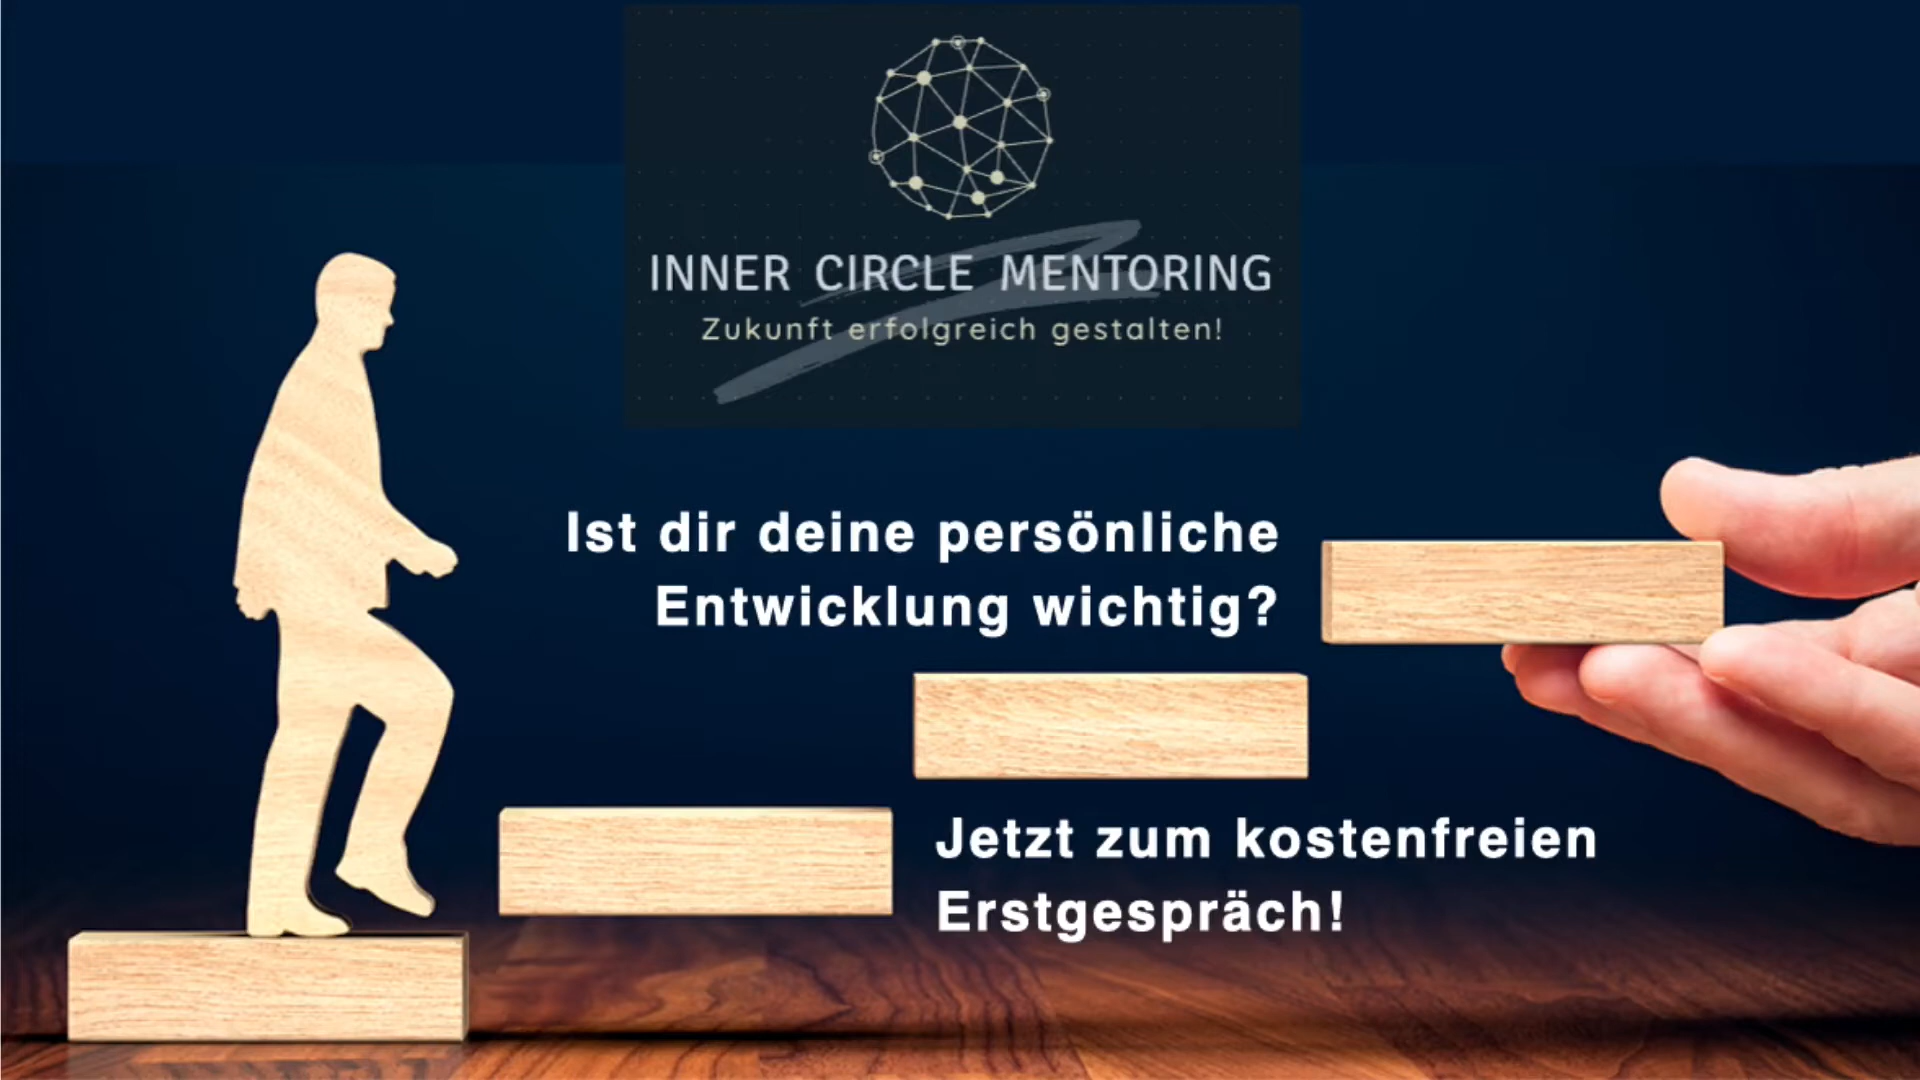 INNER CIRCLE MENTORING
Zukunft erfolgreich gestalten!
Ist dir deine persönliche
Entwicklung wichtig?
Jetzt zum kostenfreien
Erstgespräch!